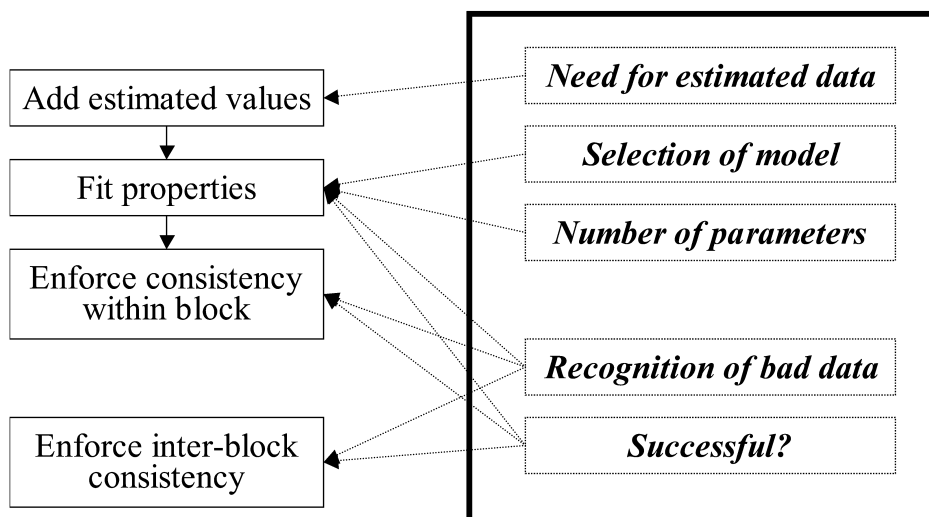 Add estimated values
Fit properties
Enforce consistency
within block
Enforce inter-block
consistency
Need for estimated data
Selection of model
Number of parameters
Recognition of bad data
Successful?